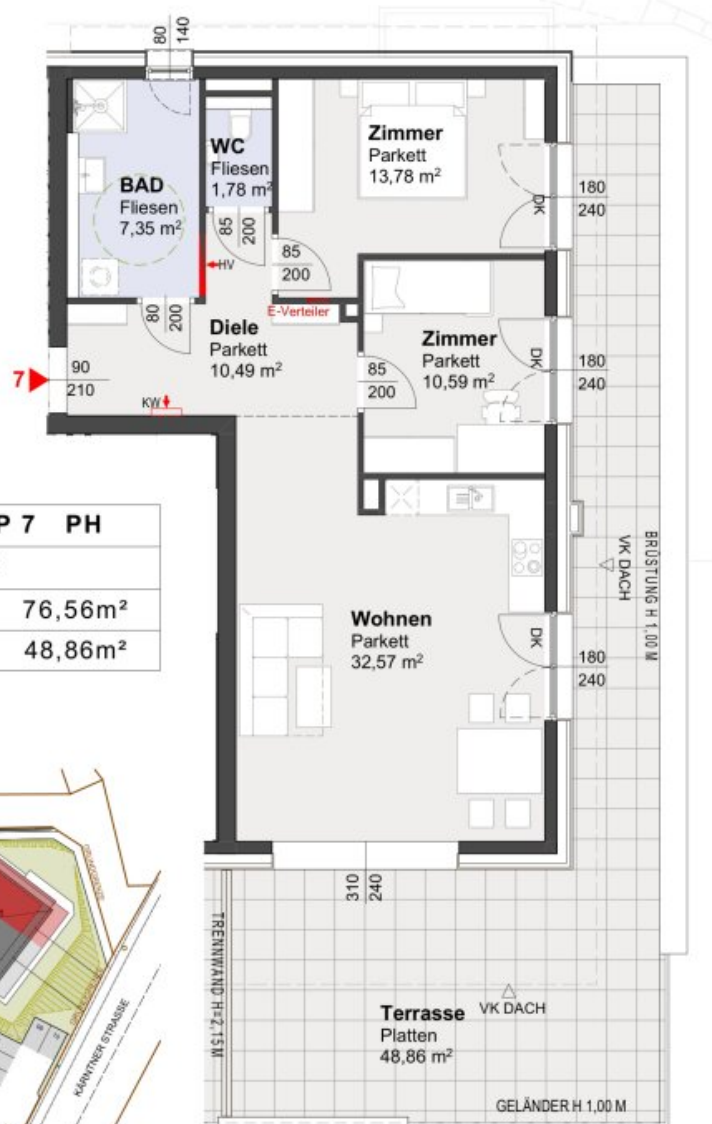 80
140
BAD
Fliesen
7,35 m²
WC
Fliesen
1,78 m²
Zimmer
Parkett
13,78 m²
DK
180
240
85
200
85
200
HV
E-Verteiler
80
200
Diele
Parkett
10,49 m²
Zimmer
Parkett
10,59 m²
DK
180
240
85
200
7
90
210
KW
P 7 PH
76,56m²
48,86m²
Wohnen
Parkett
32,57 m²
DK
180
240
VK DACH
BRÜSTUNG H 1,00 M
310
240
TRENNWAND H=2,15M
Terrasse
Platten
48,86 m²
VK DACH
GELÄNDER H 1,00 M
KÄRNTNER STRASSE